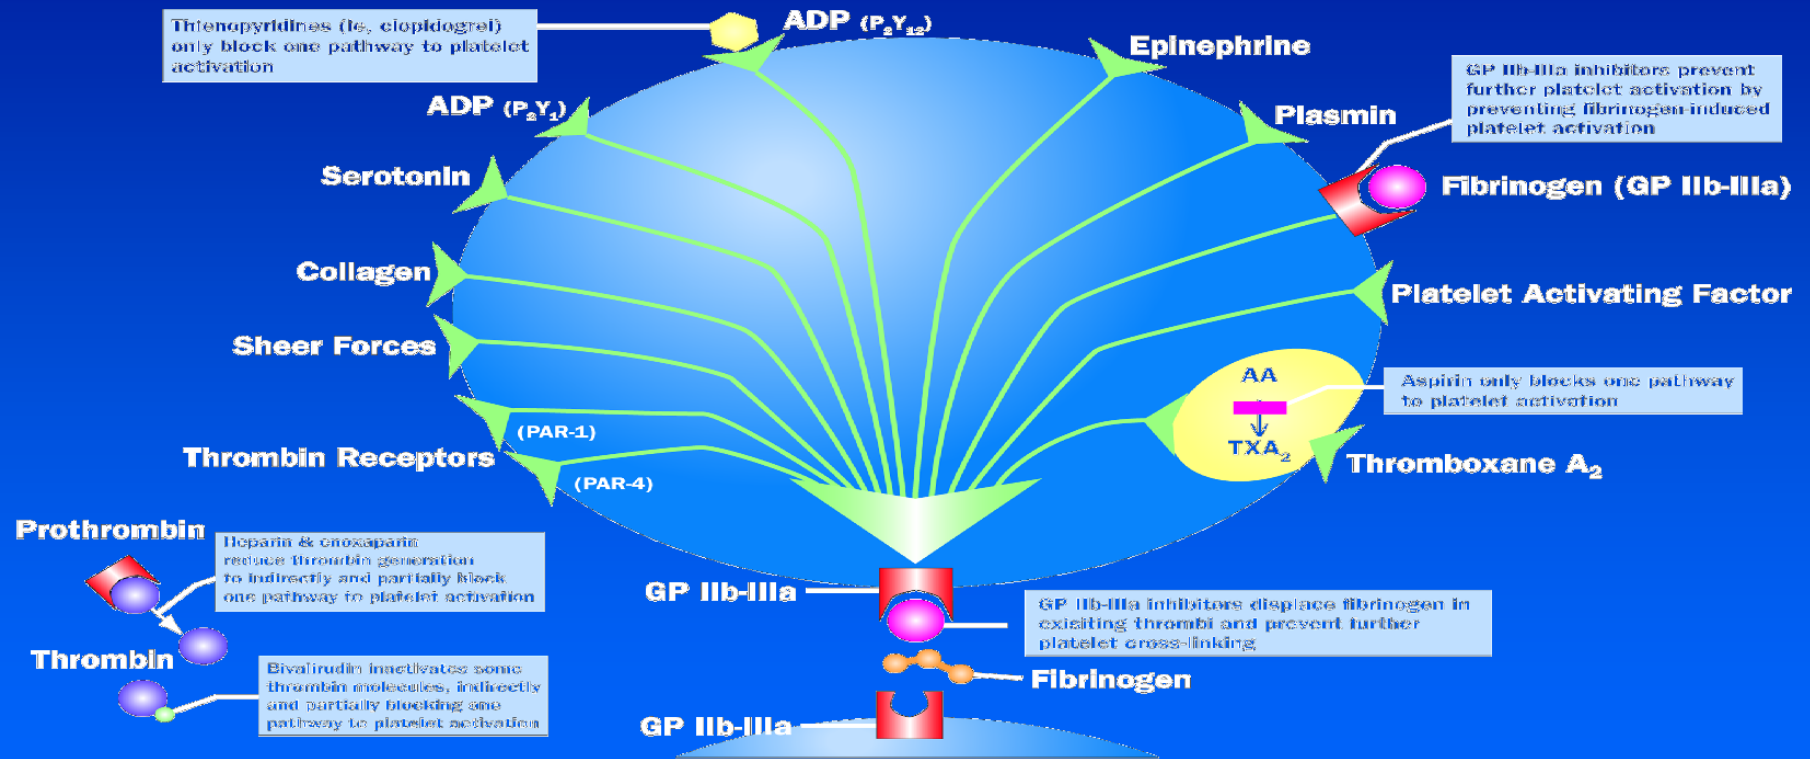 Thienopyridines (ie, clopidogrel)
only block one pathway to platelet
activation
ADP (P2Y12)
Epinephrine
GP IIb-IIIa inhibitors prevent
further platelet activation by
preventing fibrinogen-induced
platelet activation
ADP (P2Y1)
Plasmin
Serotonin
Fibrinogen (GP IIb-IIIa)
Collagen
Platelet Activating Factor
Sheer Forces
AA
Aspirin only blocks one pathway
to platelet activation
TXA2
Thromboxane A2
(PAR-1)
Thrombin Receptors
(PAR-4)
Prothrombin
Heparin & enoxaparin
reduce thrombin generation
to indirectly and partially block
one pathway to platelet activation
GP IIb-IIIa
GP IIb-IIIa inhibitors displace fibrinogen in
exisiting thrombi and prevent further
platelet cross-linking
Thrombin
Bivalirudin inactivates some
thrombin molecules, indirectly
and partially blocking one
pathway to platelet activation
Fibrinogen
GP IIb-IIIa